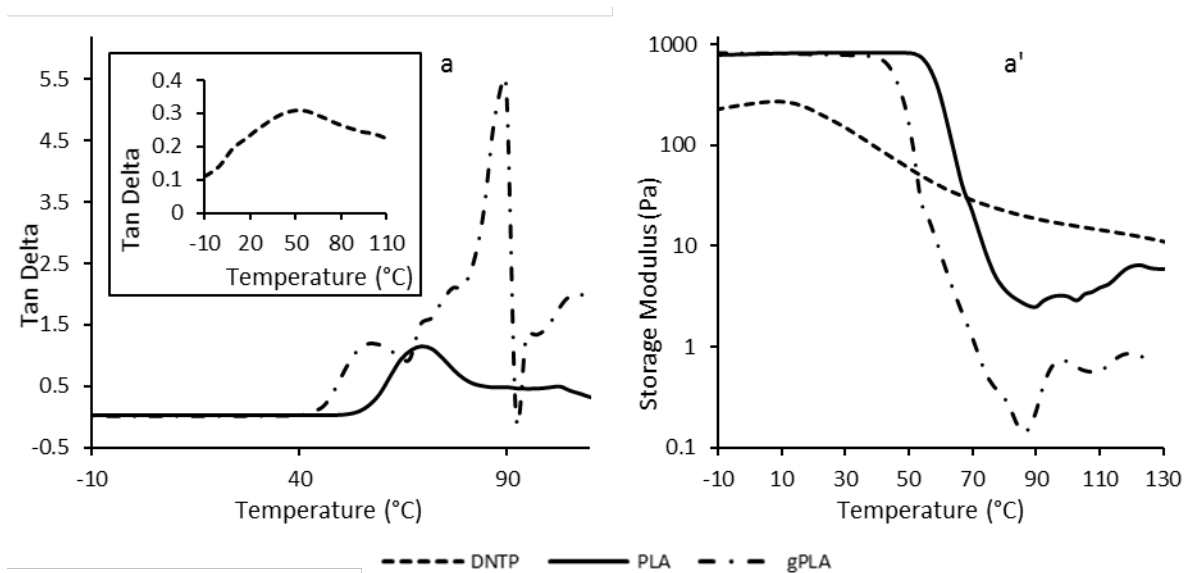 a
5.5
4.5
3.5
2.5
1.5
0.5
-0.5
Tan Delta
-10 40 90
Temperature (°C)
0.4
0.3
0.2
0.1
0
Tan Delta
-10 20 50 80 110
Temperature (°C)
a'
1000
100
10
1
0.1
Storage Modulus (Pa)
-10 10 30 50 70 90 110 130
Temperature (°C)
DNTP PLA gPLA